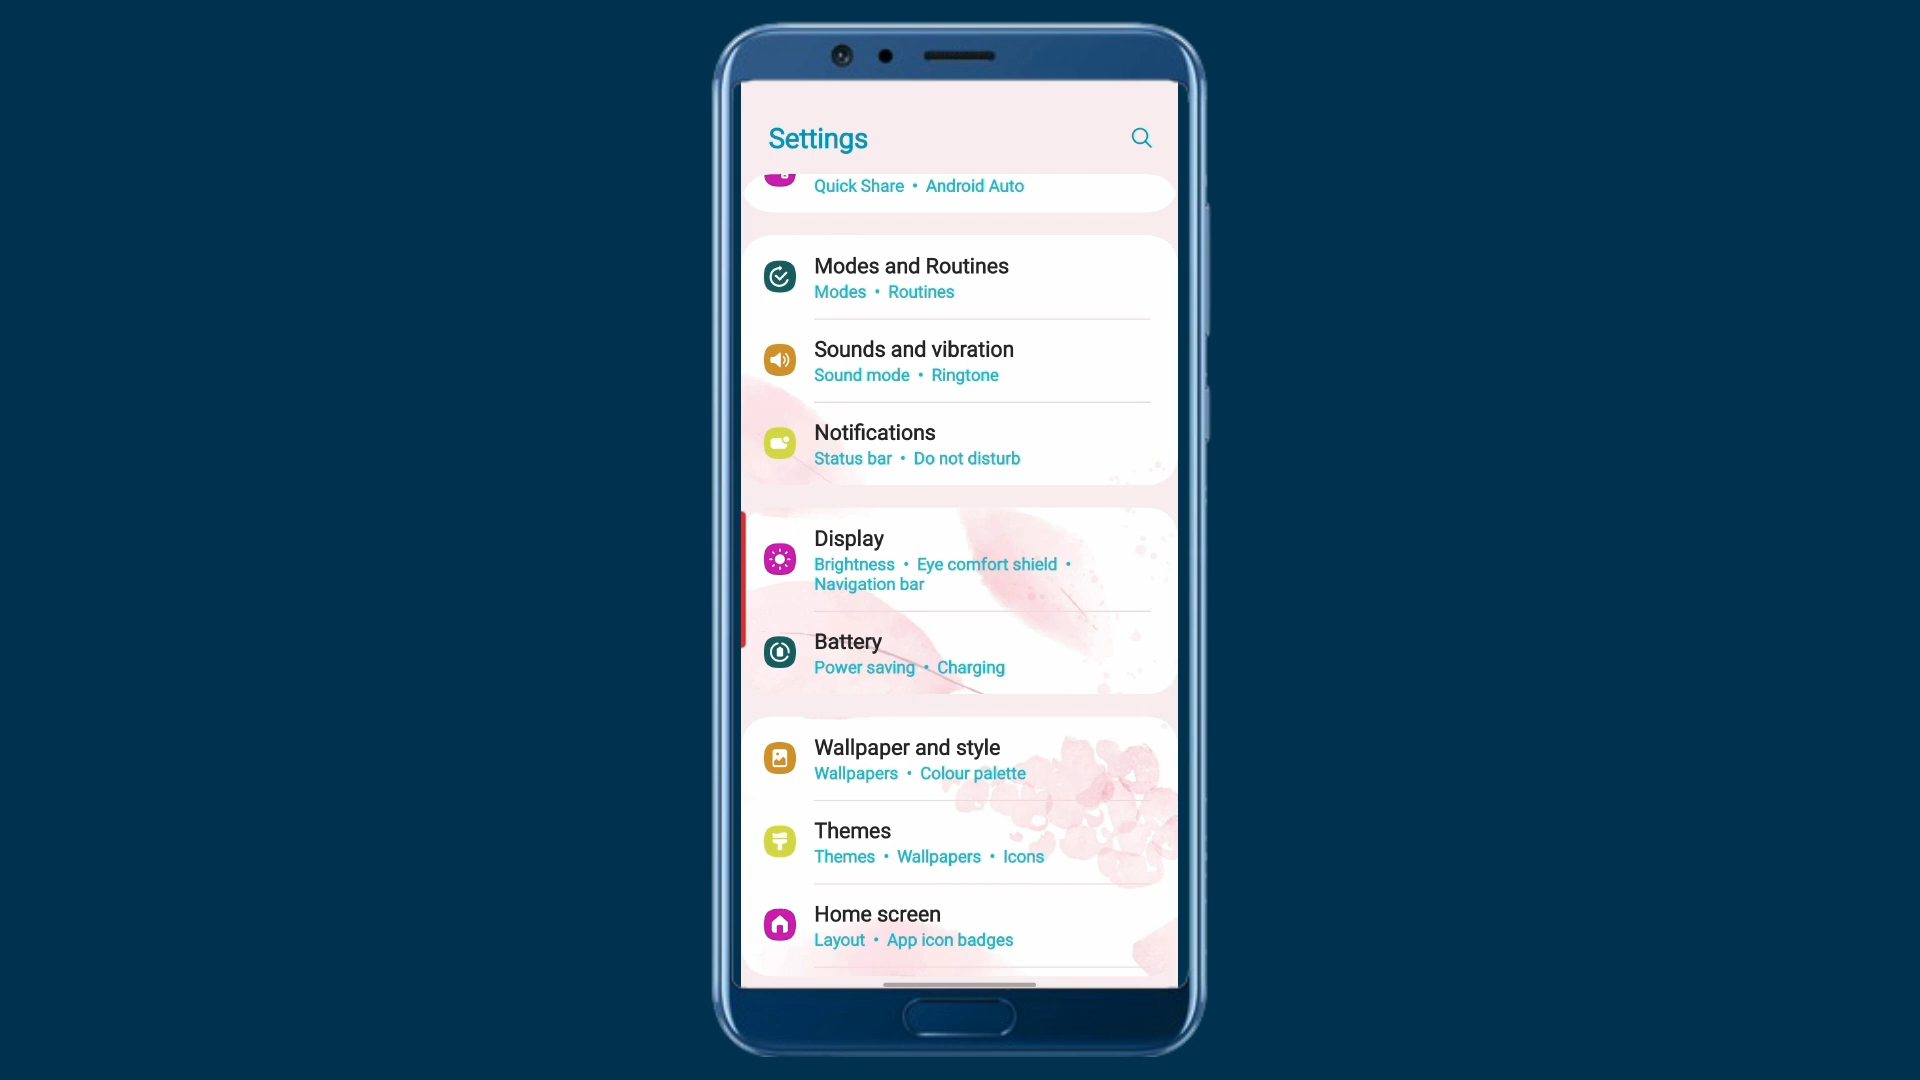 Settings
Quick Share • Android Auto
Modes and Routines
Modes • Routines
Sounds and vibration
Sound mode • Ringtone
Notifications
Status bar • Do not disturb
Display
Brightness • Eye comfort shield •
Navigation bar
Battery
Power saving • Charging
Wallpaper and style
Wallpapers • Colour palette
Themes
Themes • Wallpapers • Icons
Home screen
Layout • App icon badges